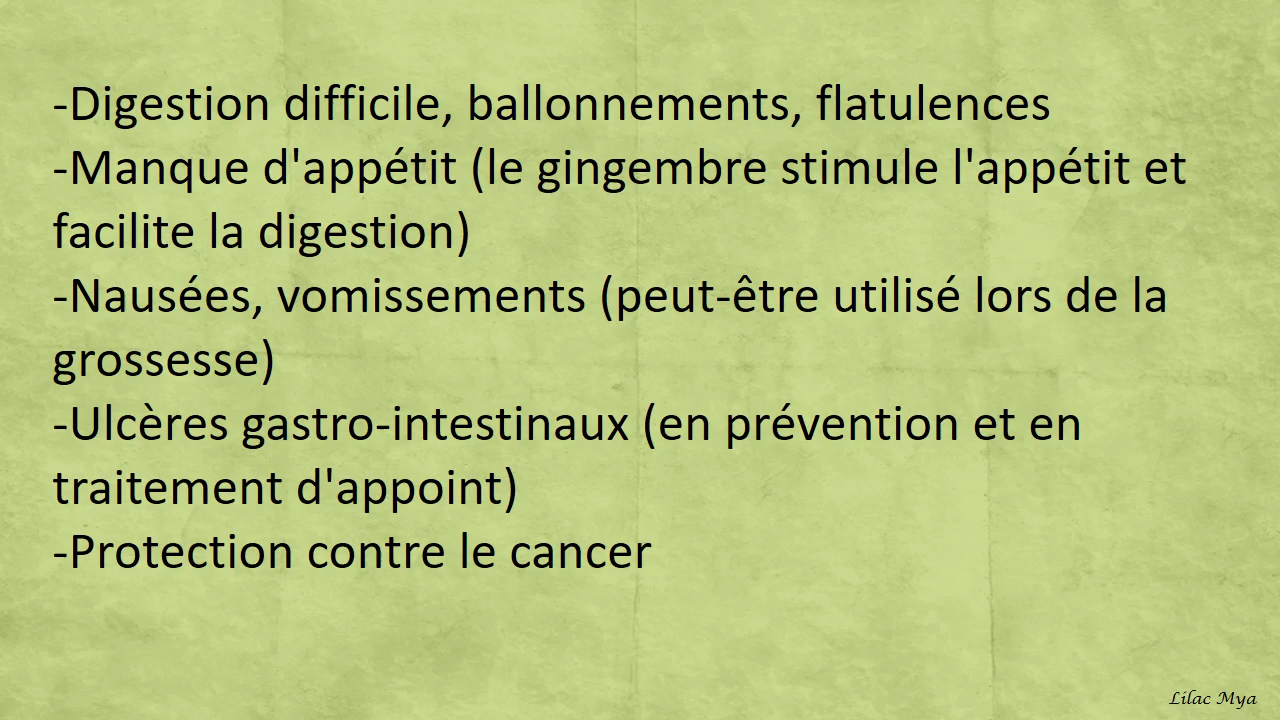 -Digestion difficile, ballonnements, flatulences
-Manque d'appétit (le gingembre stimule l'appétit et
facilite la digestion)
-Nausées, vomissements (peut-être utilisé lors de la
grossesse)
-Ulcères gastro-intestinaux (en prévention et en
traitement d'appoint)
-Protection contre le cancer
Lilac Mya